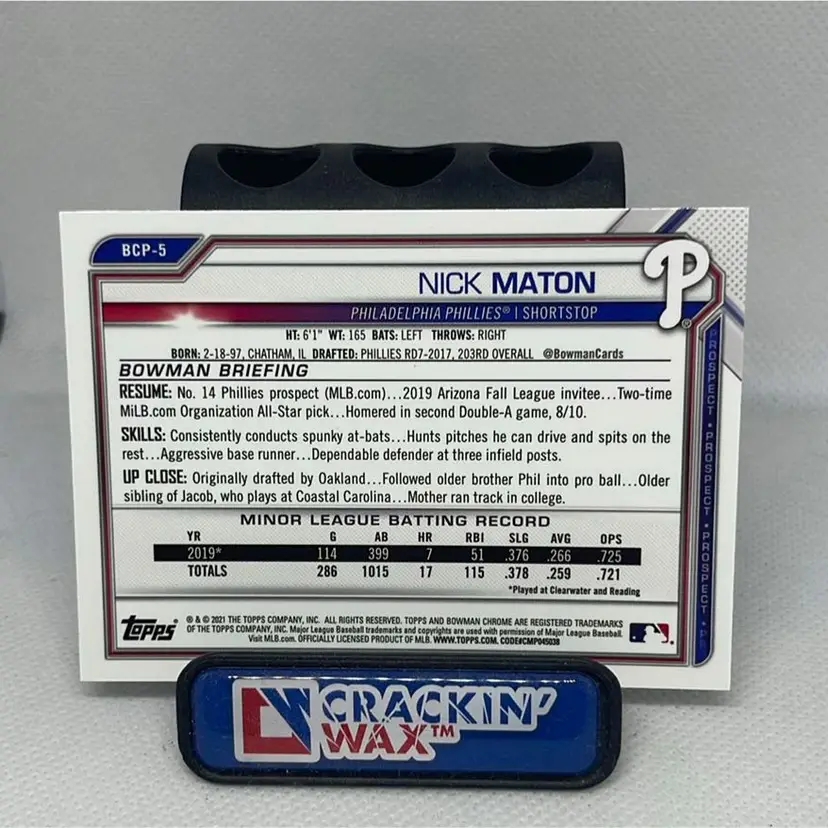 BCP-5
NICK MATON
PHILADELPHIA PHILLIES® | SHORTSTOP
P
®
HT: 6'1" WT: 165 BATS: LEFT THROWS: RIGHT
BORN: 2-18-97, CHATHAM, IL DRAFTED: PHILLIES RD7-2017, 203RD OVERALL @BowmanCards
BOWMAN BRIEFING
RESUME: No. 14 Phillies prospect (MLB.com)...2019 Arizona Fall League invitee...Two-time
MiLB.com Organization All-Star pick...Homered in second Double-A game, 8/10.
SKILLS: Consistently conducts spunky at-bats...Hunts pitches he can drive and spits on the
rest...Aggressive base runner...Dependable defender at three infield posts.
UP CLOSE: Originally drafted by Oakland...Followed older brother Phil into pro ball...Older
sibling of Jacob, who plays at Coastal Carolina...Mother ran track in college.
MINOR LEAGUE BATTING RECORD
YR G AB HR RBI SLG AVG OPS
2019* 114 399 7 51 .376 .266 .725
TOTALS 286 1015 17 115 .378 .259 .721
*Played at Clearwater and Reading
Topps
® & © 2021 THE TOPPS COMPANY, INC. ALL RIGHTS RESERVED. TOPPS AND BOWMAN CHROME ARE REGISTERED TRADEMARKS
OF THE TOPPS COMPANY, INC. Major League Baseball trademarks and copyrights are used with permission of Major League Baseball.
Visit MLB.com. OFFICIALLY LICENSED PRODUCT OF MLB. WWW.TOPPS.COM. CODE#CMP045038
PROSPECT • PROSPECT • PROSPECT • P
CW CRACKIN'
WAX™